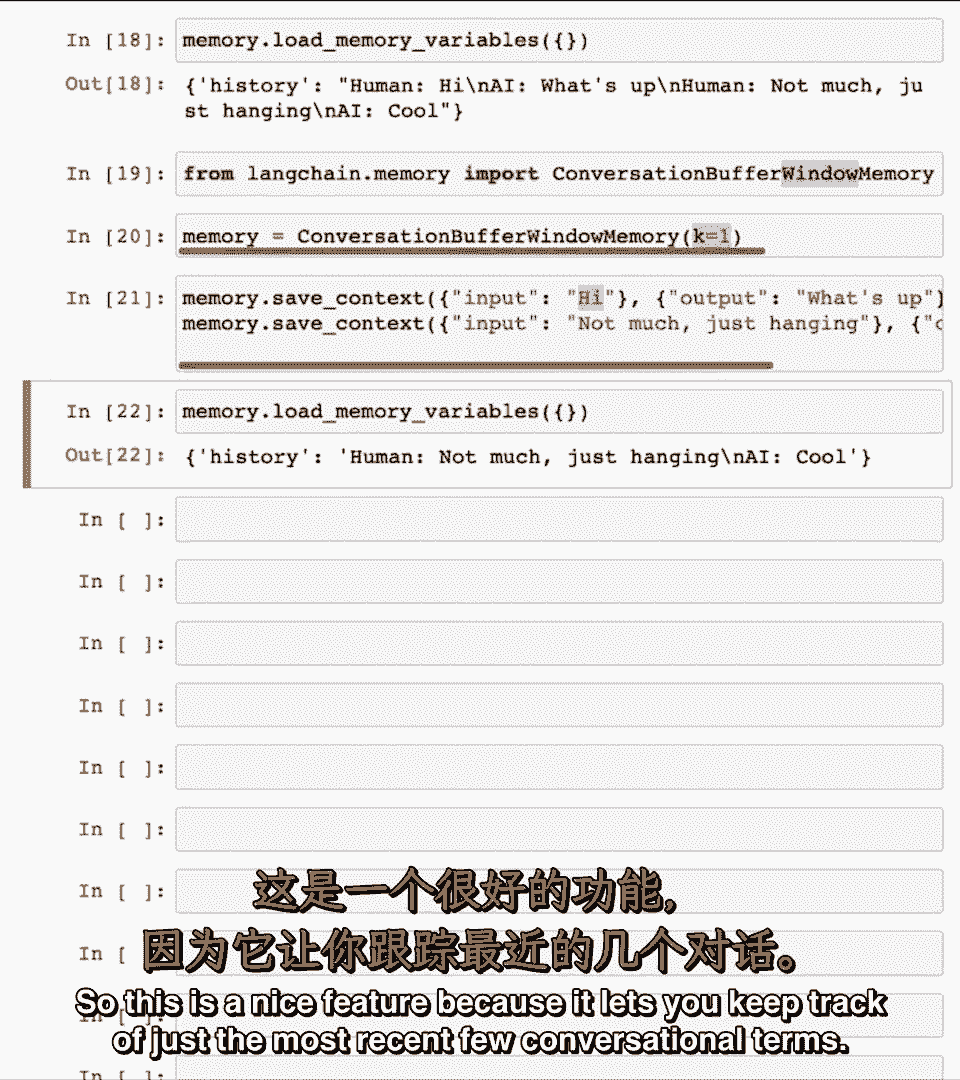 In [18]: memory.load_memory_variables({})
Out[18]: {'history': "Human: Hi\nAI: What's up\nHuman: Not much, ju
st hanging\nAI: Cool"}
In [19]: from langchain.memory import ConversationBufferWindowMemory
In [20]: memory = ConversationBufferWindowMemory(k=1)
In [21]: memory.save_context({"input": "Hi"}, {"output": "What's up"}
memory.save_context({"input": "Not much, just hanging"}, {"
In [22]: memory.load_memory_variables({})
Out[22]: {'history': 'Human: Not much, just hanging\nAI: Cool'}
In [ ]:
In [ ]:
In [ ]:
In [ ]:
In [ ]:
In [ ]:
In [ ]:
这是一个很好的功能,
In [
因为它让你跟踪最近的几个对话。
So this is a nice feature because it lets you keep track
In [ ]:
of just the most recent few conversational terms.
In [ ]: